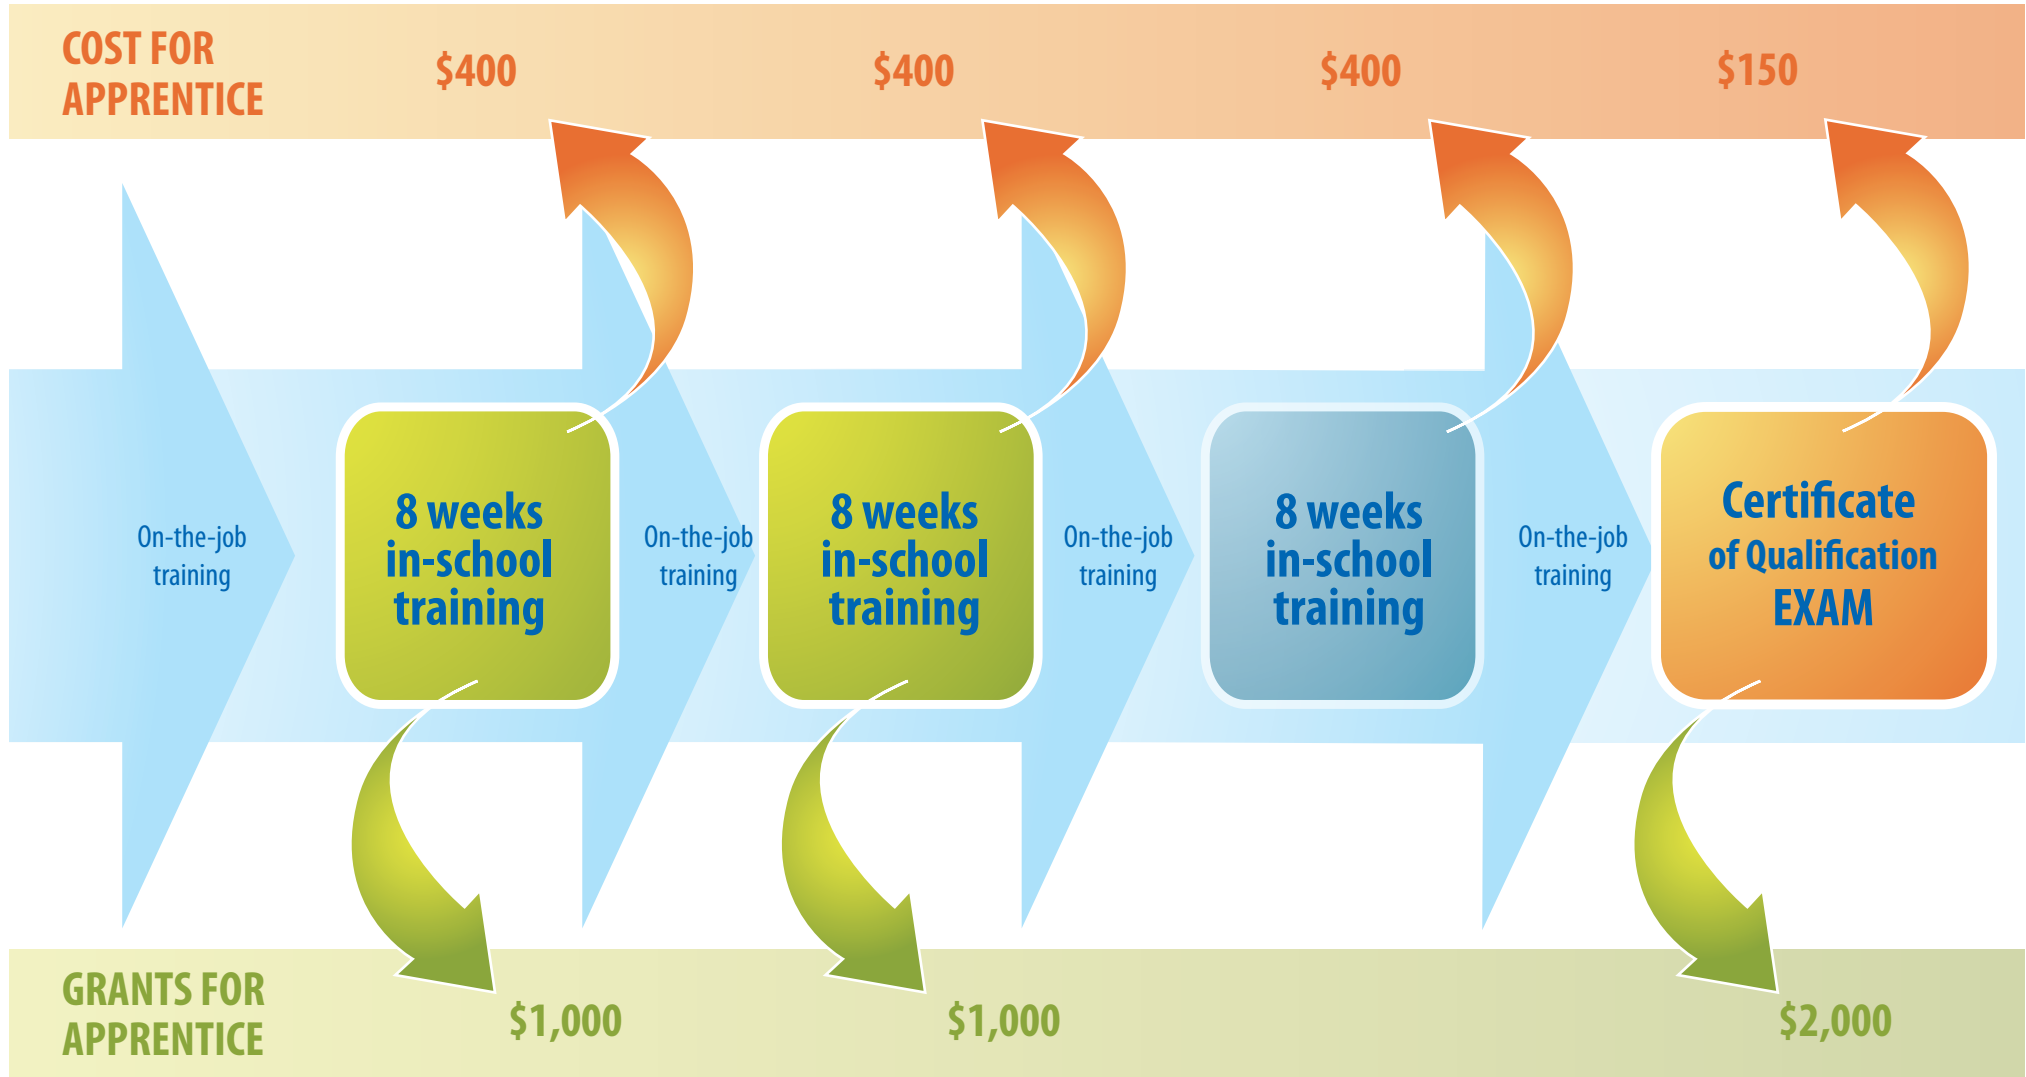 COST FOR
APPRENTICE
$400
$400
$400
$150
On-the-job
training
8 weeks
in-school
training
On-the-job
training
8 weeks
in-school
training
On-the-job
training
8 weeks
in-school
training
On-the-job
training
Certificate
of Qualification
EXAM
GRANTS FOR
APPRENTICE
$1,000
$1,000
$2,000